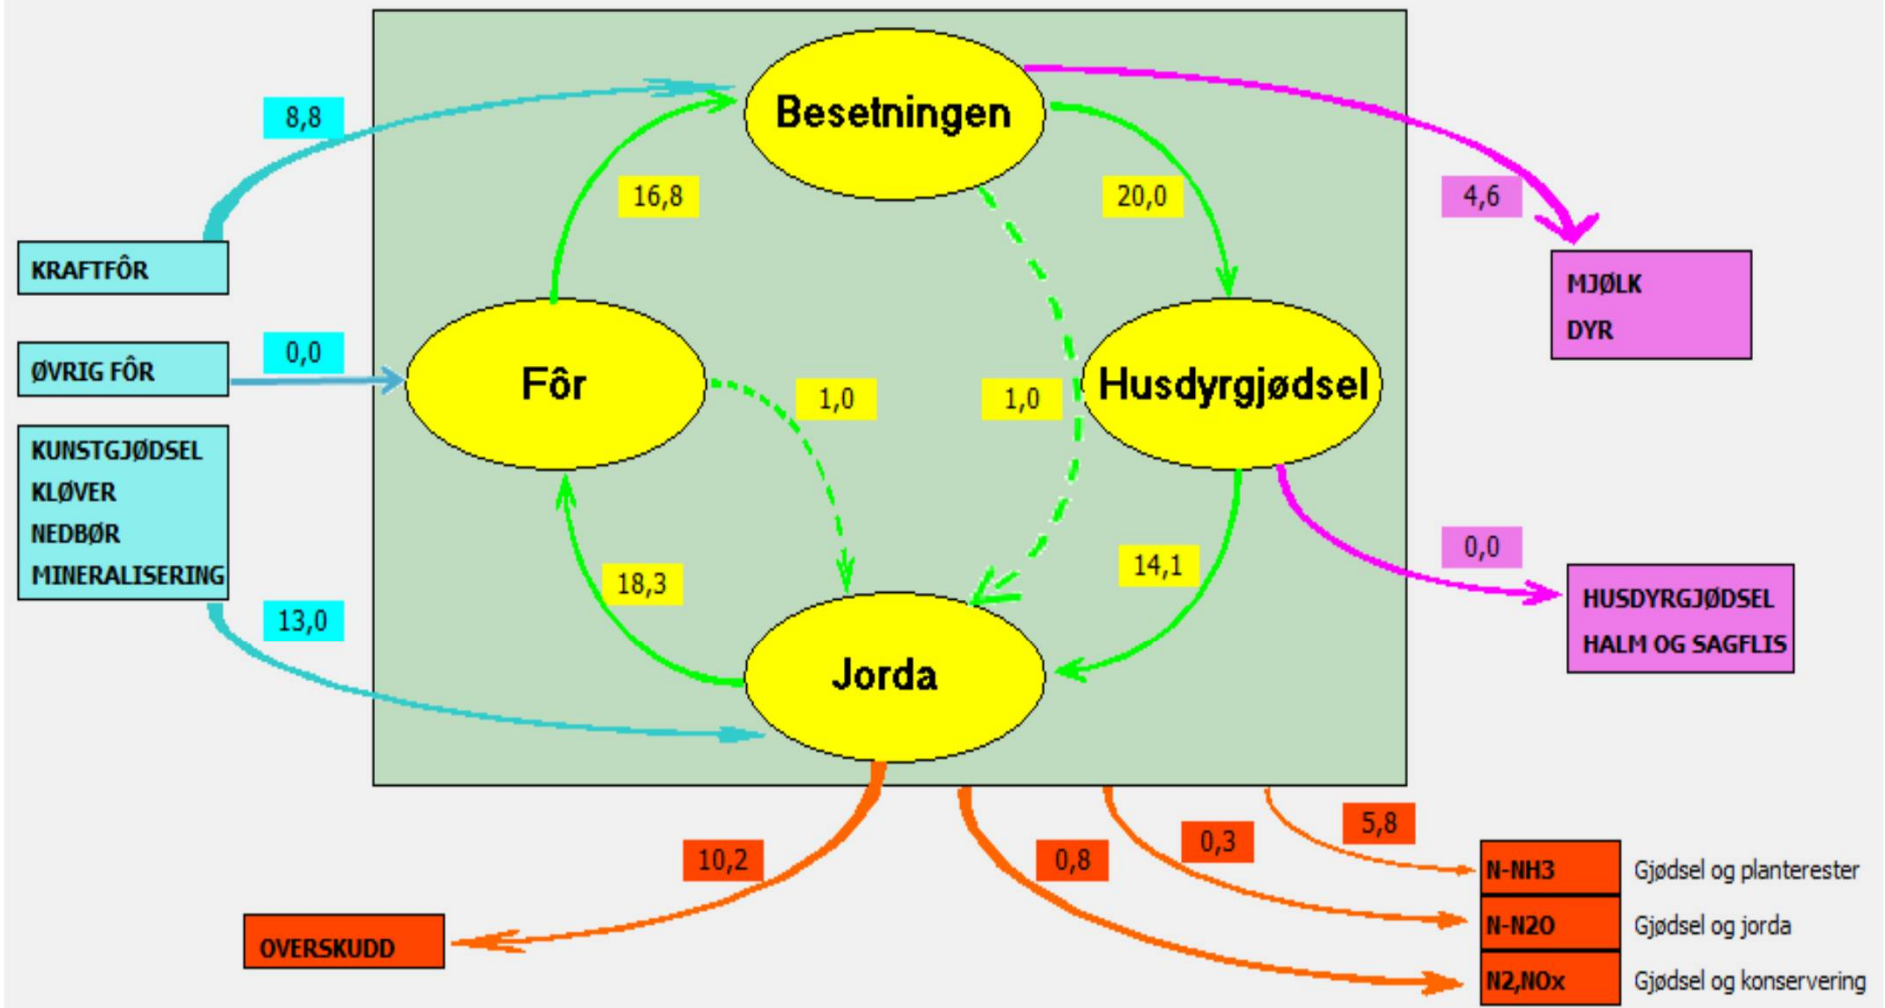 Besetningen
8,8
16,8
20,0
4,6
KRAFTFÔR
MJØLK
DYR
ØVRIG FÔR
0,0
Fôr
1,0
1,0
Husdyrgjødsel
KUNSTGJØDSEL
KLØVER
NEDBØR
MINERALISERING
18,3
14,1
0,0
HUSDYRGJØDSEL
HALM OG SAGFLIS
13,0
Jorda
10,2
0,8
0,3
5,8
N-NH3 Gjødsel og planterester
N-N2O Gjødsel og jorda
N2,NOx Gjødsel og konservering
OVERSKUDD